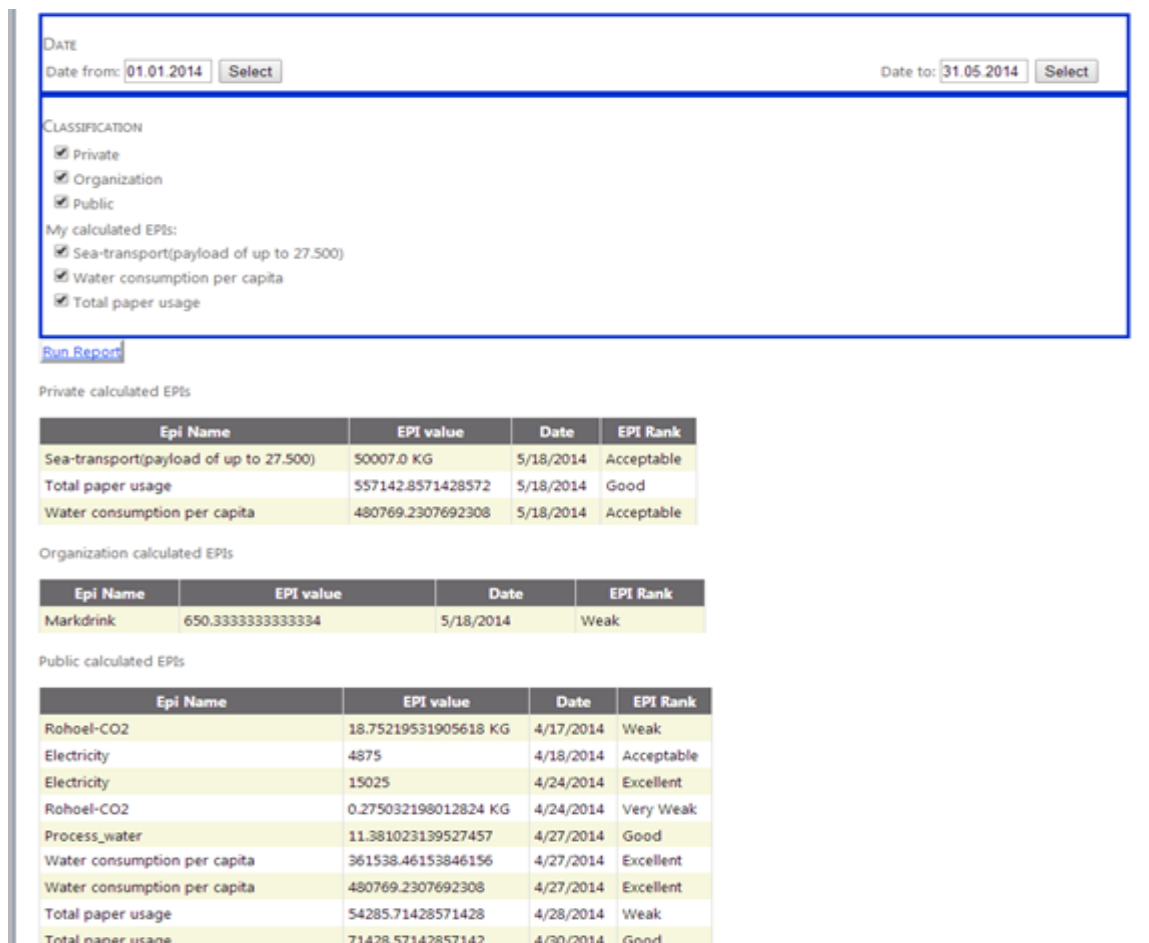 DATE
Date from: 01.01.2014 Select Date to: 31.05.2014 Select
CLASSIFICATION
Private
Organization
Public
My calculated EPIs:
Sea-transport(payload of up to 27.500)
Water consumption per capita
Total paper usage
Run Report
Private calculated EPIs
Epi Name EPI value Date EPI Rank
Sea-transport(payload of up to 27.500) 50007.0 KG 5/18/2014 Acceptable
Total paper usage 557142.8571428572 5/18/2014 Good
Water consumption per capita 480769.2307692308 5/18/2014 Acceptable
Organization calculated EPIs
Epi Name EPI value Date EPI Rank
Markdrink 650.3333333333334 5/18/2014 Weak
Public calculated EPIs
Epi Name EPI value Date EPI Rank
Rohoel-CO2 18.75219531905618 KG 4/17/2014 Weak
Electricity 4875 4/18/2014 Acceptable
Electricity 15025 4/24/2014 Excellent
Rohoel-CO2 0.275032198012824 KG 4/24/2014 Very Weak
Process_water 11.381023139527457 4/27/2014 Good
Water consumption per capita 361538.46153846156 4/27/2014 Excellent
Water consumption per capita 480769.2307692308 4/27/2014 Excellent
Total paper usage 54285.71428571428 4/28/2014 Weak
Total paper usage 71428.57142857142 4/30/2014 Good